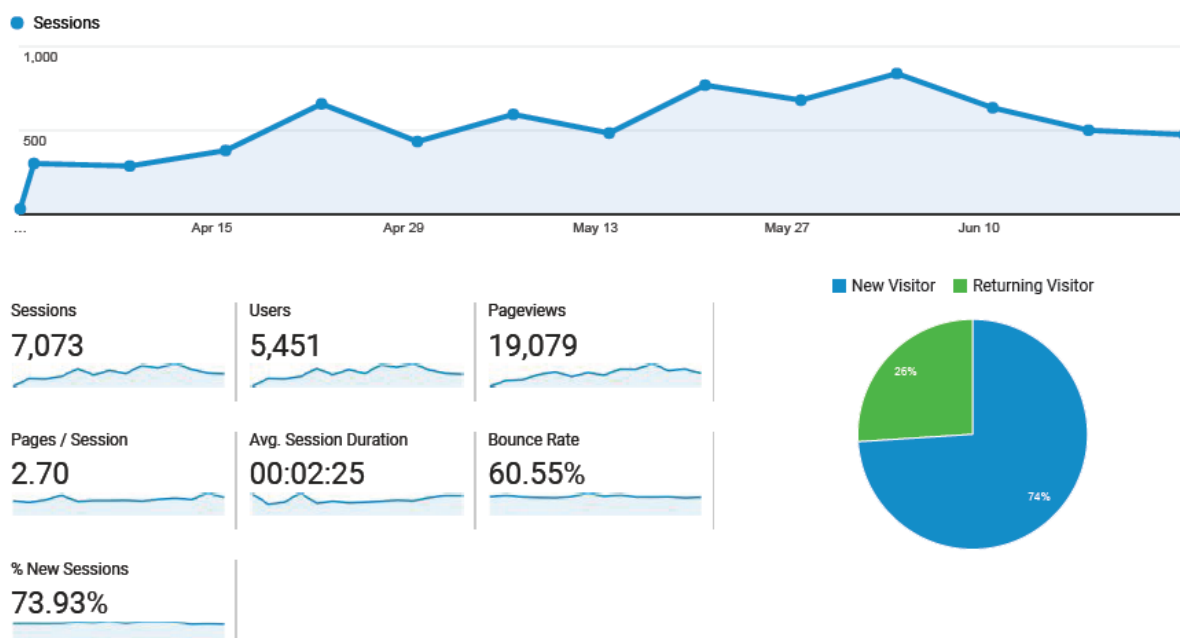 Sessions
1,000
500
...
Apr 15
Apr 29
May 13
May 27
Jun 10
New Visitor
Returning Visitor
Sessions
7,073
Users
5,451
Pageviews
19,079
Pages / Session
2.70
Avg. Session Duration
00:02:25
Bounce Rate
60.55%
% New Sessions
73.93%
26%
74%